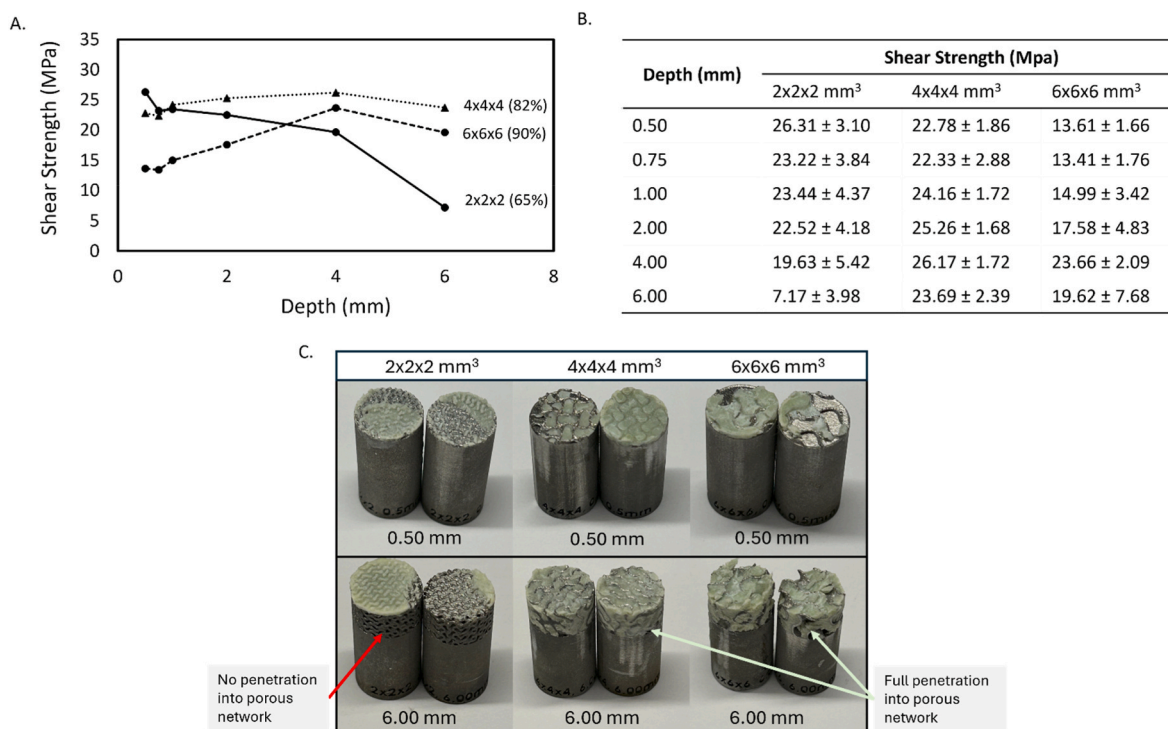 A.
35
30
25
20
15
10
5
0
Shear Strength (MPa)
0 2 4 6 8
Depth (mm)
4x4x4 (82%)
6x6x6 (90%)
2x2x2 (65%)
B.
Depth (mm) Shear Strength (Mpa)
2x2x2 mm³ 4x4x4 mm³ 6x6x6 mm³
0.50 26.31 ± 3.10 22.78 ± 1.86 13.61 ± 1.66
0.75 23.22 ± 3.84 22.33 ± 2.88 13.41 ± 1.76
1.00 23.44 ± 4.37 24.16 ± 1.72 14.99 ± 3.42
2.00 22.52 ± 4.18 25.26 ± 1.68 17.58 ± 4.83
4.00 19.63 ± 5.42 26.17 ± 1.72 23.66 ± 2.09
6.00 7.17 ± 3.98 23.69 ± 2.39 19.62 ± 7.68
C.
2x2x2 mm³ 4x4x4 mm³ 6x6x6 mm³
0.50 mm 0.50 mm 0.50 mm
No penetration
into porous
network
Full penetration
into porous
network
6.00 mm 6.00 mm 6.00 mm